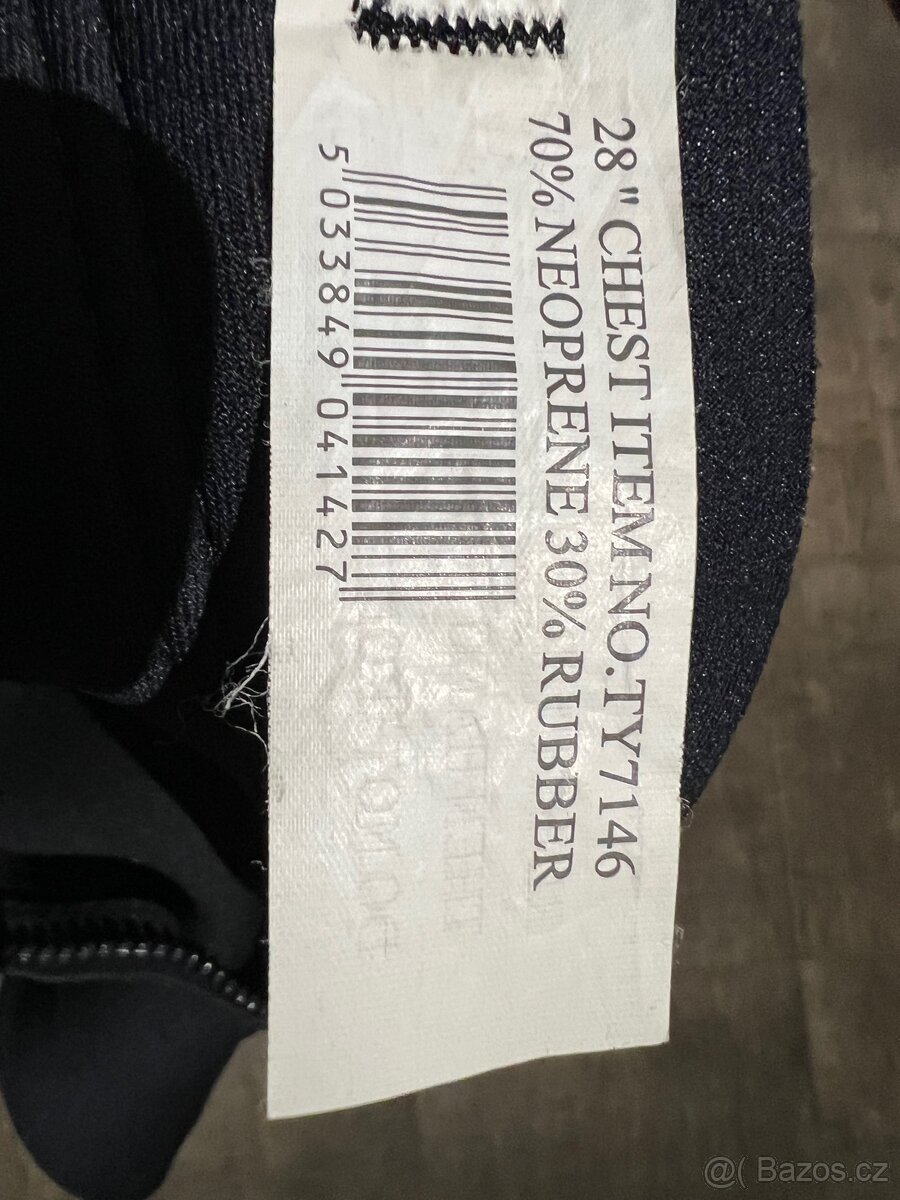 28" CHEST ITEM NO.TY7146
70% NEOPRENE 30% RUBBER
5 033849 041427
@( Bazos.cz